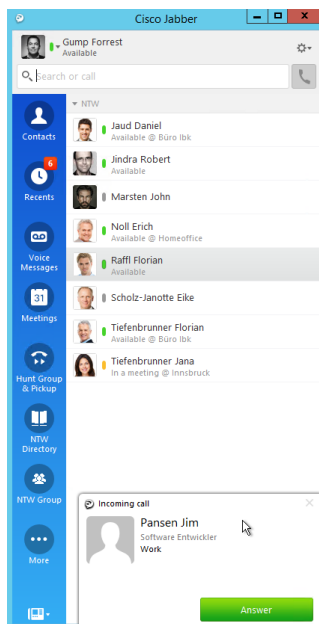 Cisco Jabber
Gump Forrest
Available
Search or call
Contacts
6
Recents
Voice
Messages
31
Meetings
Hunt Group
& Pickup
NTW
Directory
NTW Group
More
NTW
Jaud Daniel
Available @ Büro Ibk
Jindra Robert
Available
Marsten John
Noll Erich
Available @ Homeoffice
Raffl Florian
Available
Scholz-Janotte Eike
Tiefenbrunner Florian
Available @ Büro Ibk
Tiefenbrunner Jana
In a meeting @ Innsbruck
Incoming call
Pansen Jim
Software Entwickler
Work
Answer